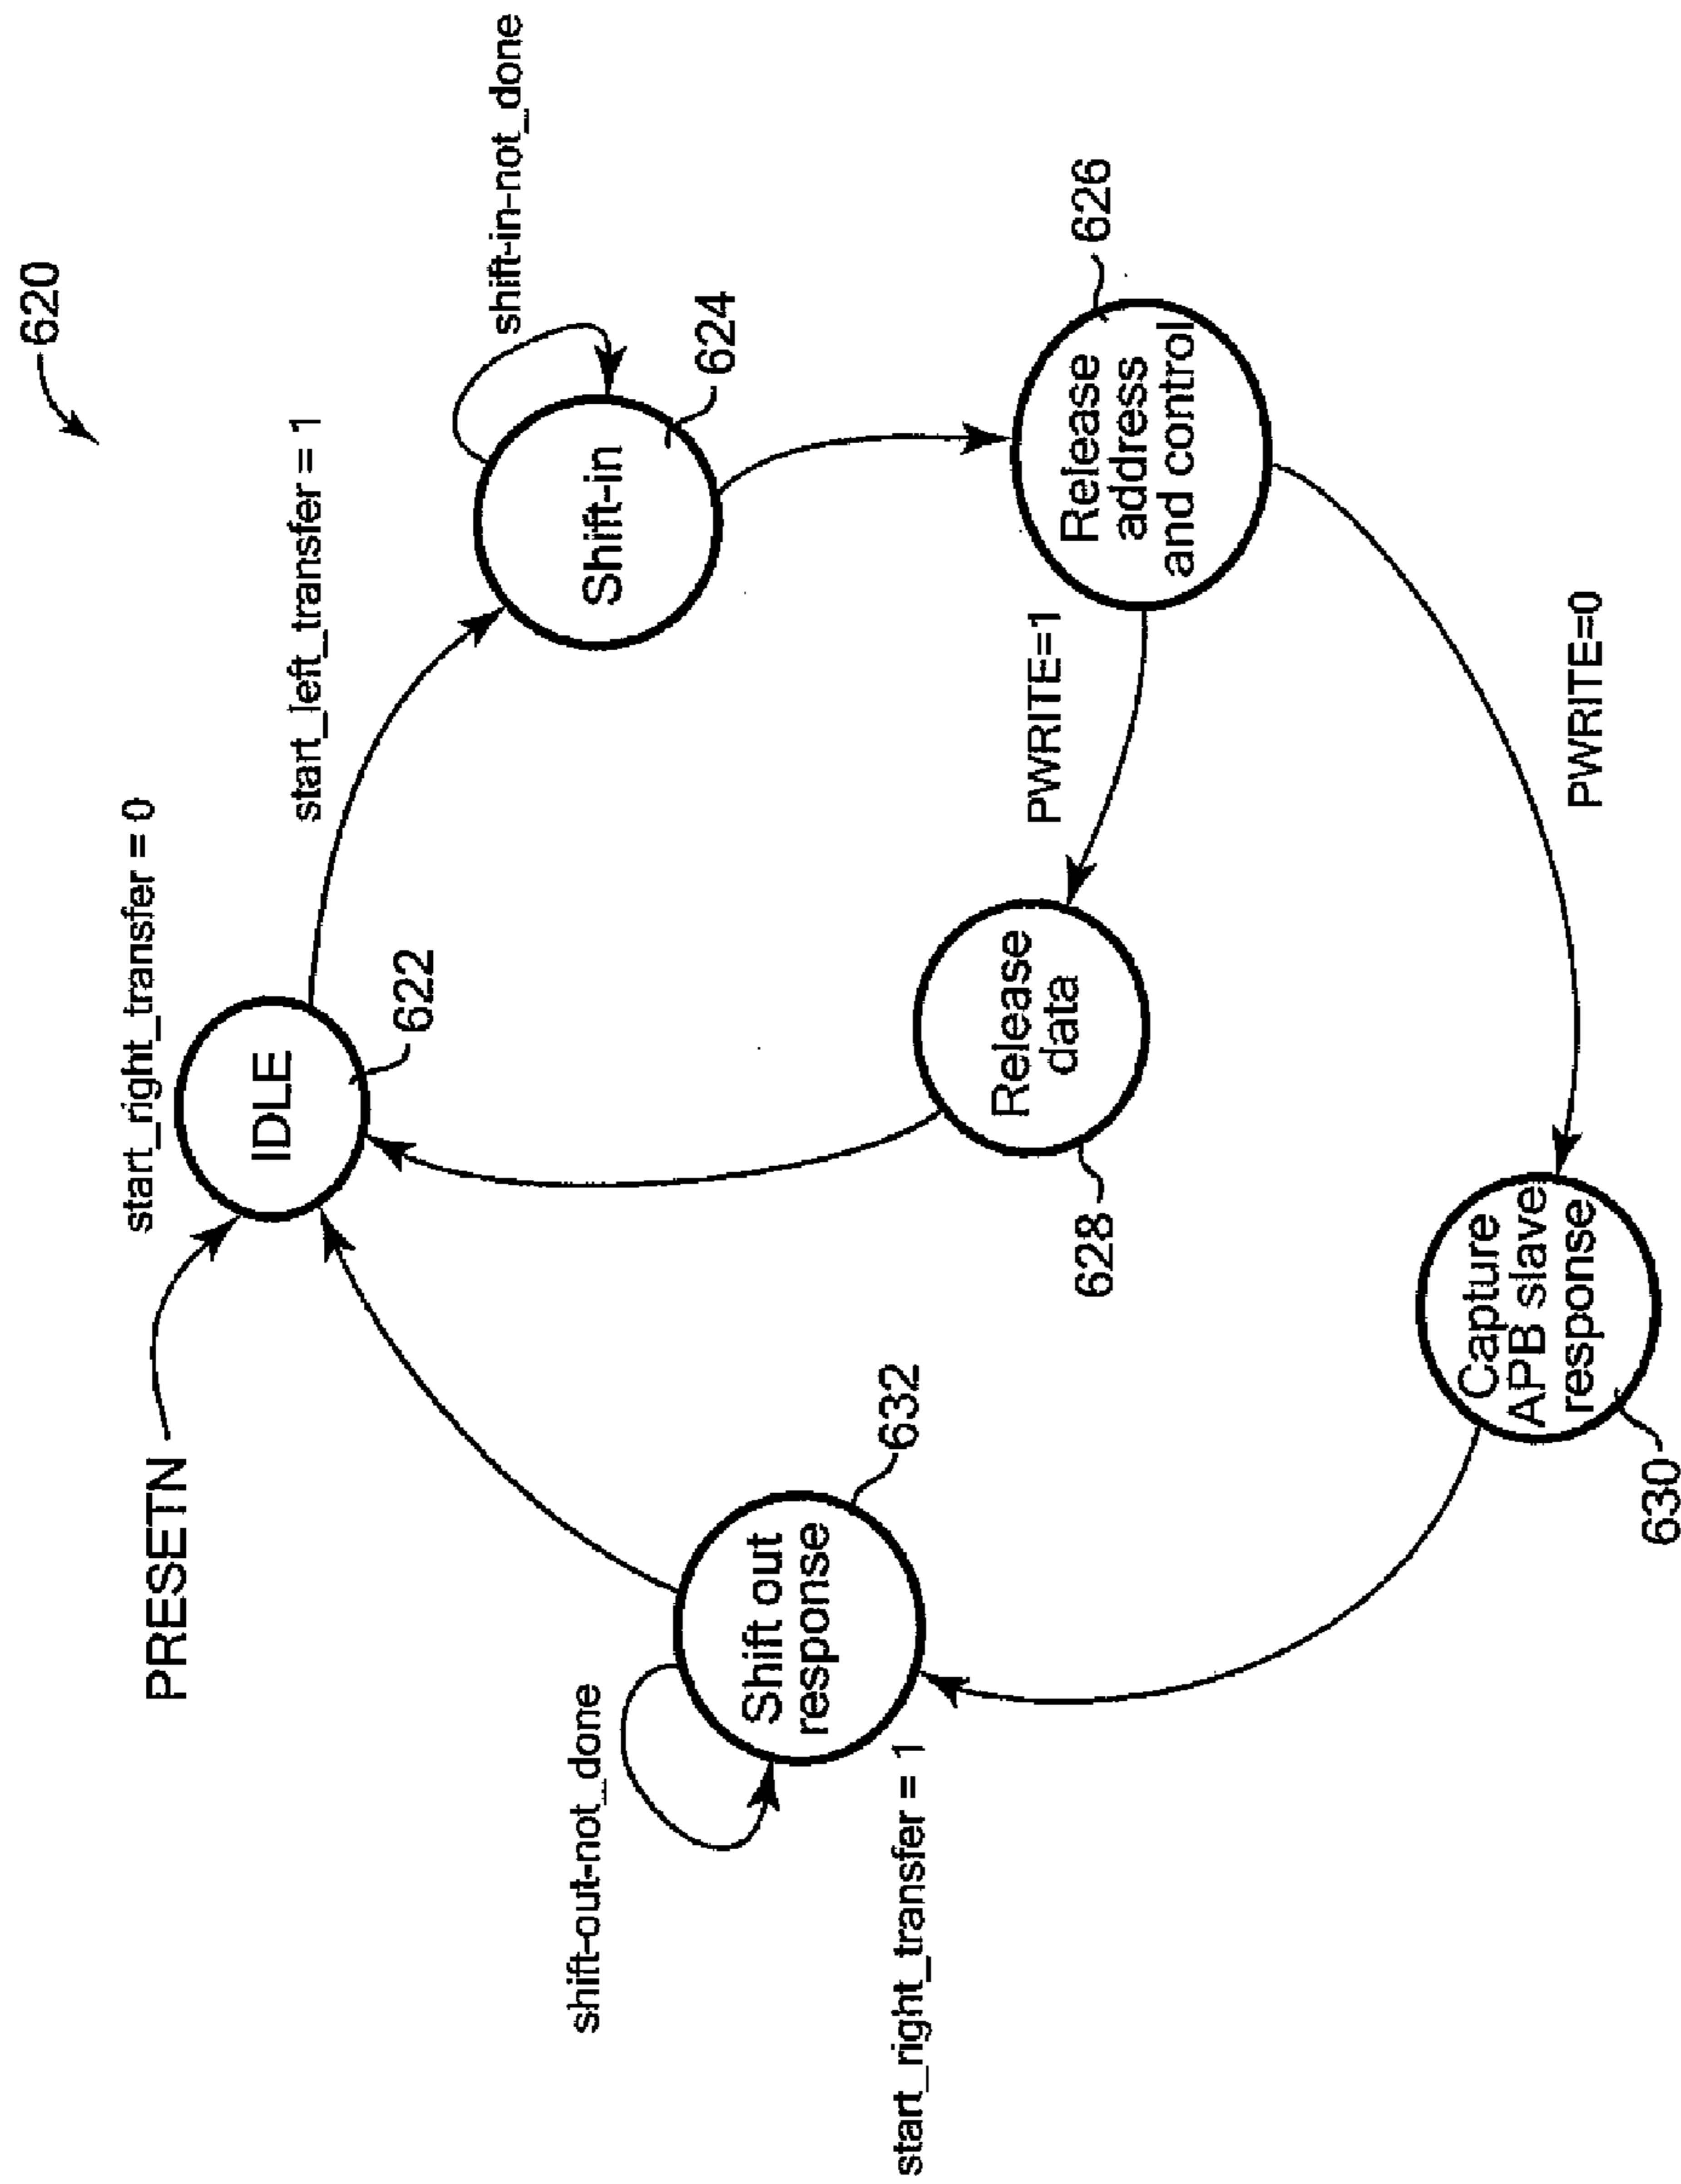 620
PRESETN
start_right_transfer = 0
IDLE
622
start_left_transfer = 1
shift-in-not_done
Shift-in
624
shift-out-not_done
Shift out
response
632
start_right_transfer = 1
Release
data
628
PWRITE=1
Release
address
and control
626
PWRITE=0
Capture
APB slave
response
630